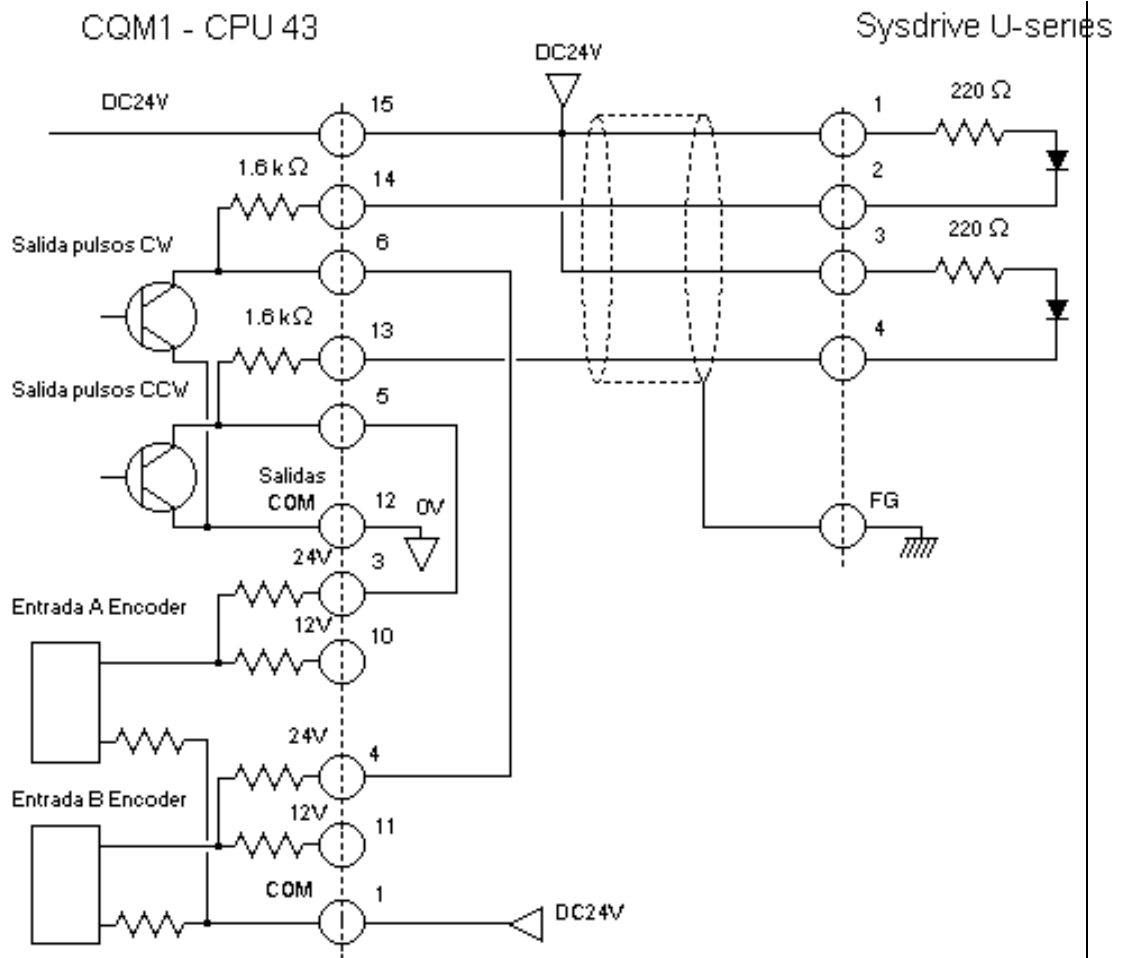 CQM1 - CPU 43
Sysdrive U-series
DC24V
DC24V
15
1
220 Ω
1.6 k Ω
14
2
Salida pulsos CW
6
3
220 Ω
1.6 k Ω
13
4
Salida pulsos CCW
5
Salidas
COM
12
0V
FG
24V
3
Entrada A Encoder
12V
10
24V
4
Entrada B Encoder
12V
11
COM
1
DC24V